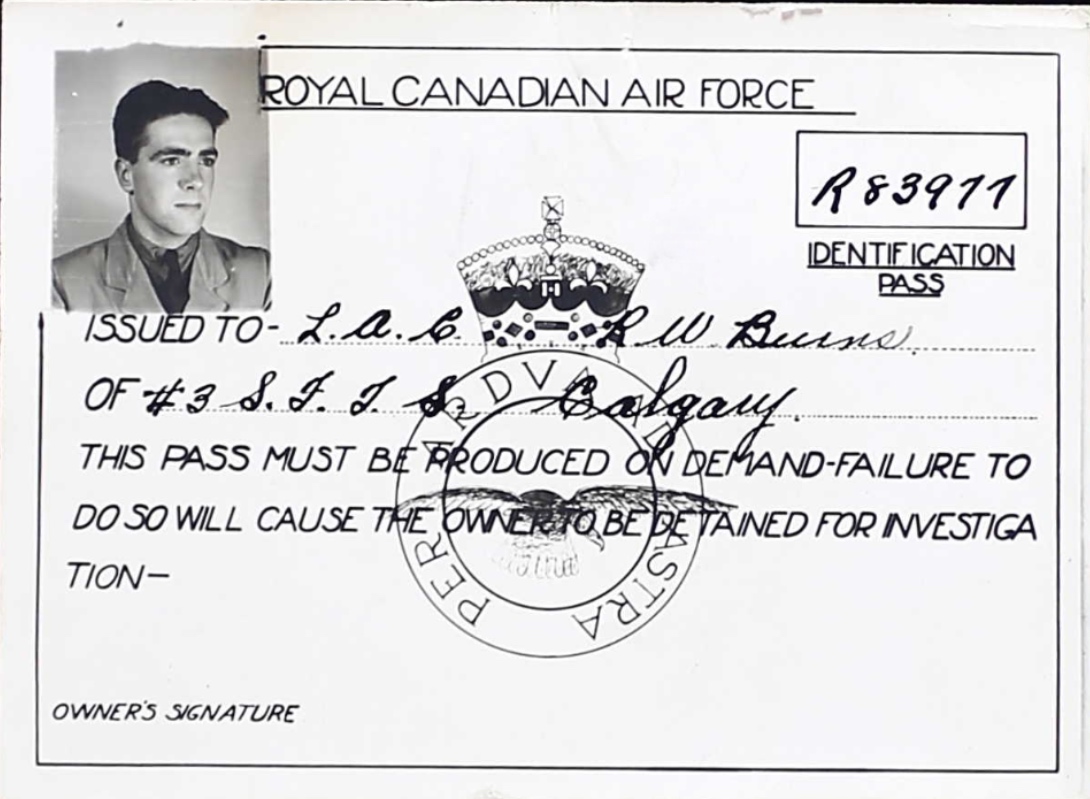 ROYAL CANADIAN AIR FORCE
R83977
IDENTIFICATION
PASS
ISSUED TO- L.A.C. R W. Burns.
OF #3 S. F. T. S. Calgary.
THIS PASS MUST BE PRODUCED ON DEMAND-FAILURE TO
DO SO WILL CAUSE THE OWNER TO BE DETAINED FOR INVESTIGA
TION-
PER ARDVA AD ASTRA
OWNER'S SIGNATURE